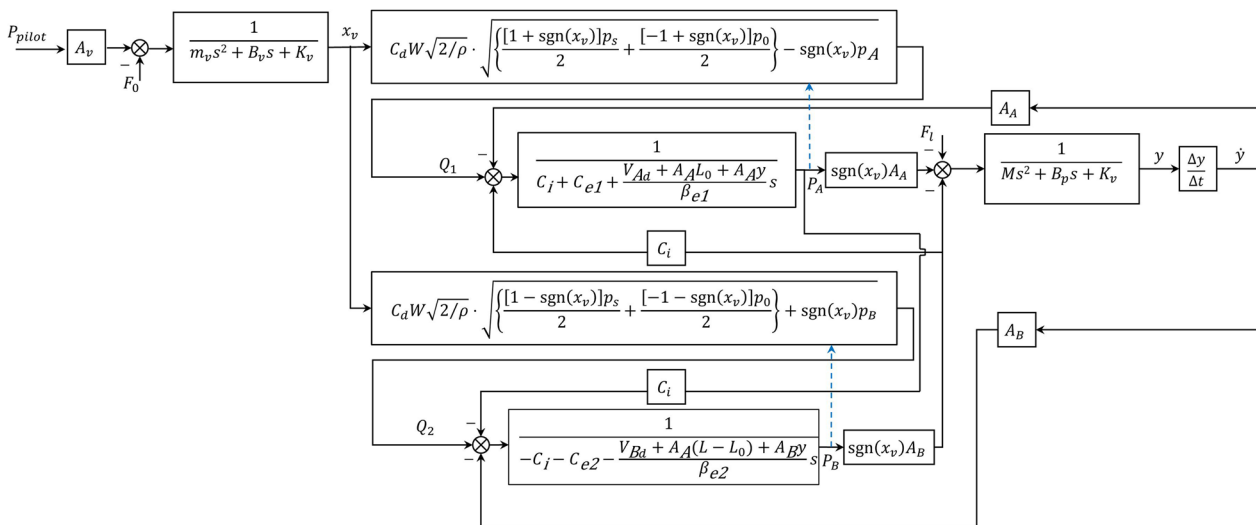 P_pilot
A_v
−
F_0
1
m_v s² + B_v s + K_v
x_v
C_d W√2/ρ · √{[1 + sgn(x_v)]p_s / 2 + [−1 + sgn(x_v)]p_0 / 2} − sgn(x_v)p_A
A_A
Q_1
−
1
C_i + C_e1 + V_Ad + A_A L_0 + A_A y / β_e1 s
P_A
sgn(x_v)A_A
F_l
−
−
−
1
Ms² + B_p s + K_v
y
Δy
Δt
ẏ
C_i
C_d W√2/ρ · √{[1 − sgn(x_v)]p_s / 2 + [−1 − sgn(x_v)]p_0 / 2} + sgn(x_v)p_B
A_B
C_i
Q_2
−
−
1
-C_i − C_e2 − V_Bd + A_A(L − L_0) + A_B y / β_e2 s
P_B
sgn(x_v)A_B